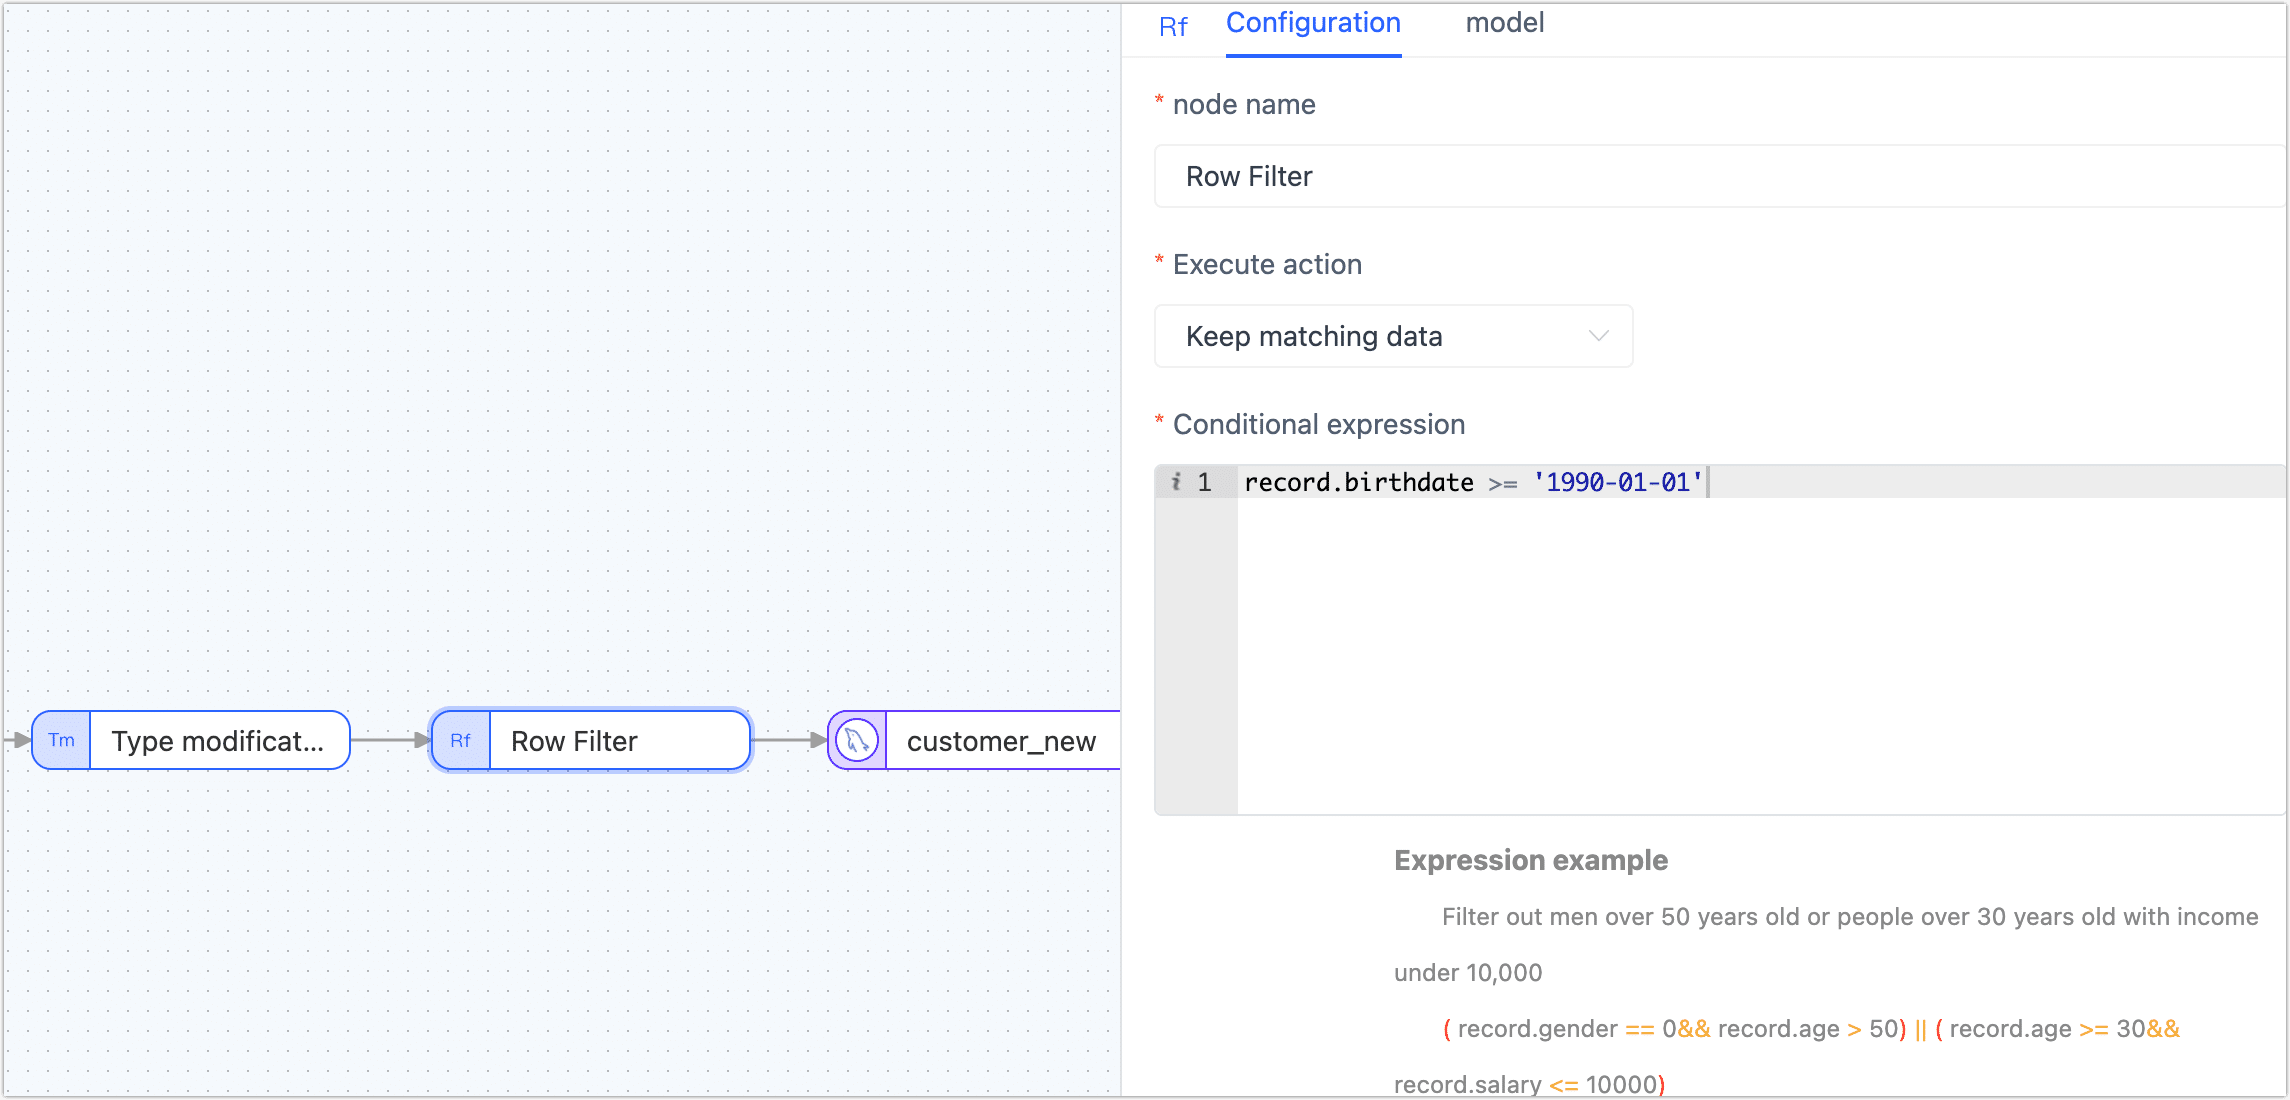 Rf Configuration model
* node name
Row Filter
* Execute action
Keep matching data
* Conditional expression
i 1 record.birthdate >= '1990-01-01'
Tm Type modificat... Rf Row Filter customer_new
Expression example
Filter out men over 50 years old or people over 30 years old with income
under 10,000
( record.gender == 0&& record.age > 50) || ( record.age >= 30&&
record.salary <= 10000)